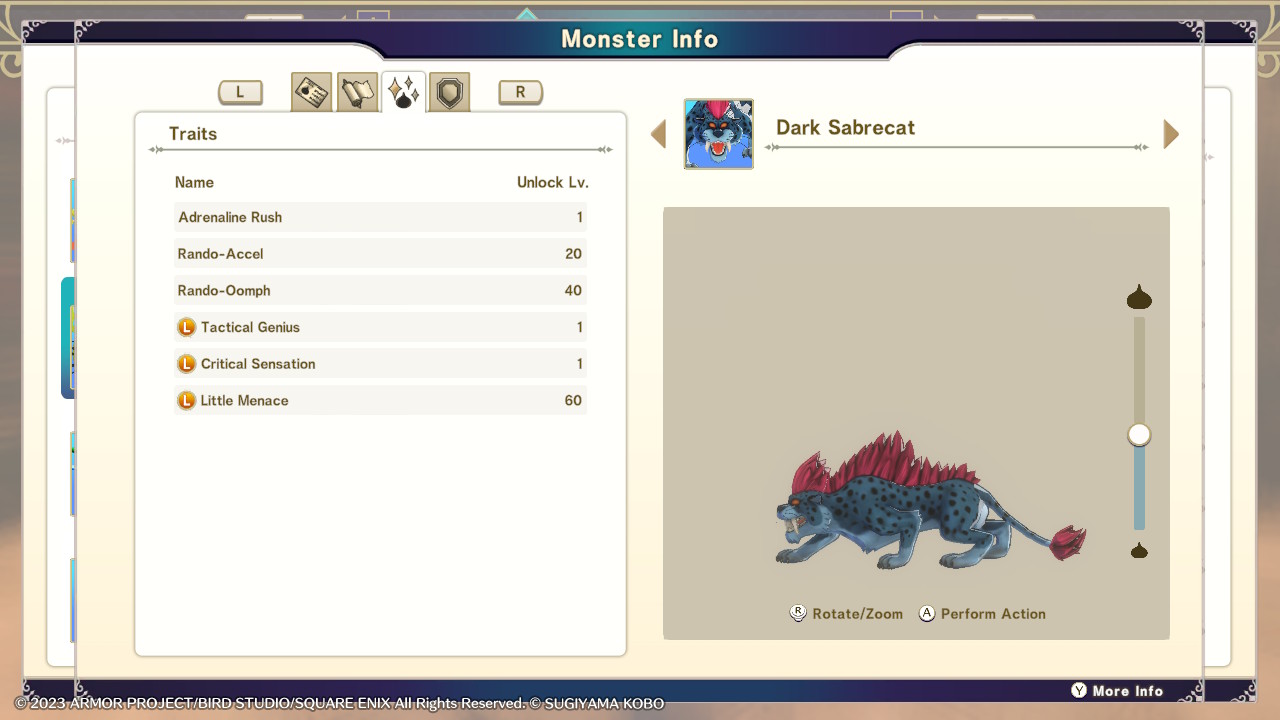 Monster Info
L
R
Traits
Name Unlock Lv.
Adrenaline Rush 1
Rando-Accel 20
Rando-Oomph 40
L Tactical Genius 1
L Critical Sensation 1
L Little Menace 60
Dark Sabrecat
R Rotate/Zoom A Perform Action
Y More Info
© 2023 ARMOR PROJECT/BIRD STUDIO/SQUARE ENIX All Rights Reserved. © SUGIYAMA KOBO